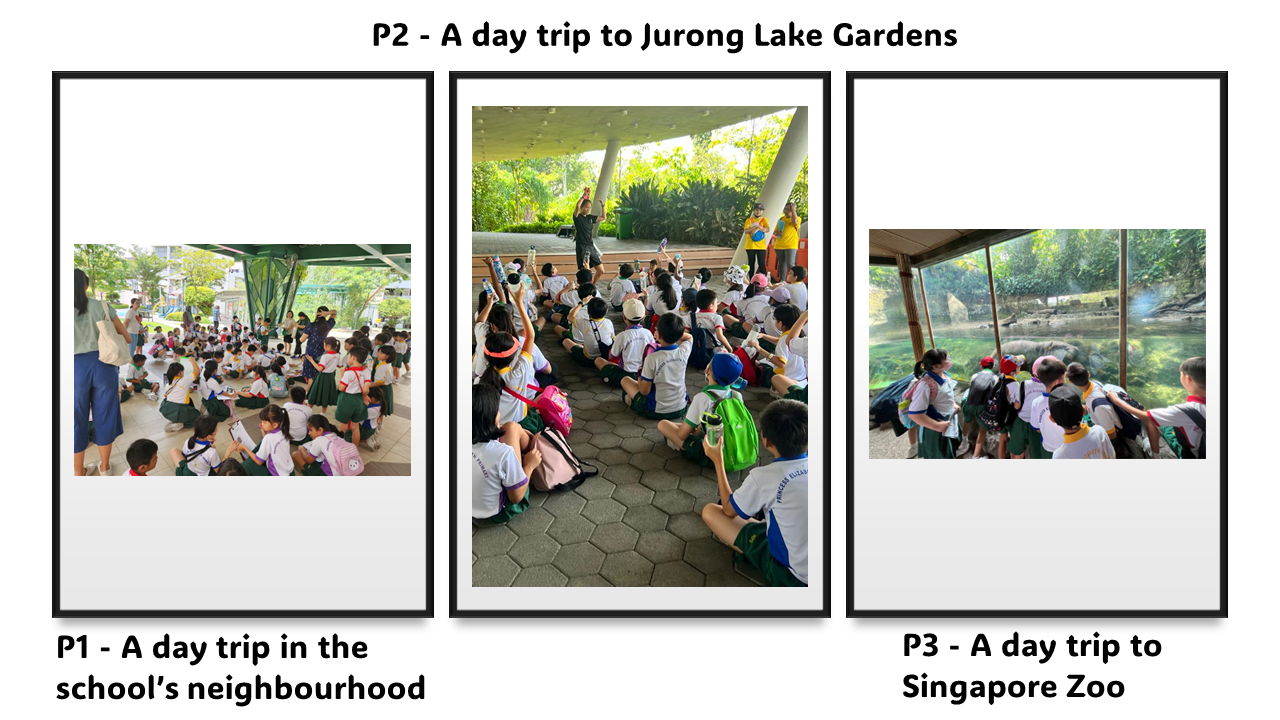 P2 - A day trip to Jurong Lake Gardens
P1 - A day trip in the
school's neighbourhood
P3 - A day trip to
Singapore Zoo